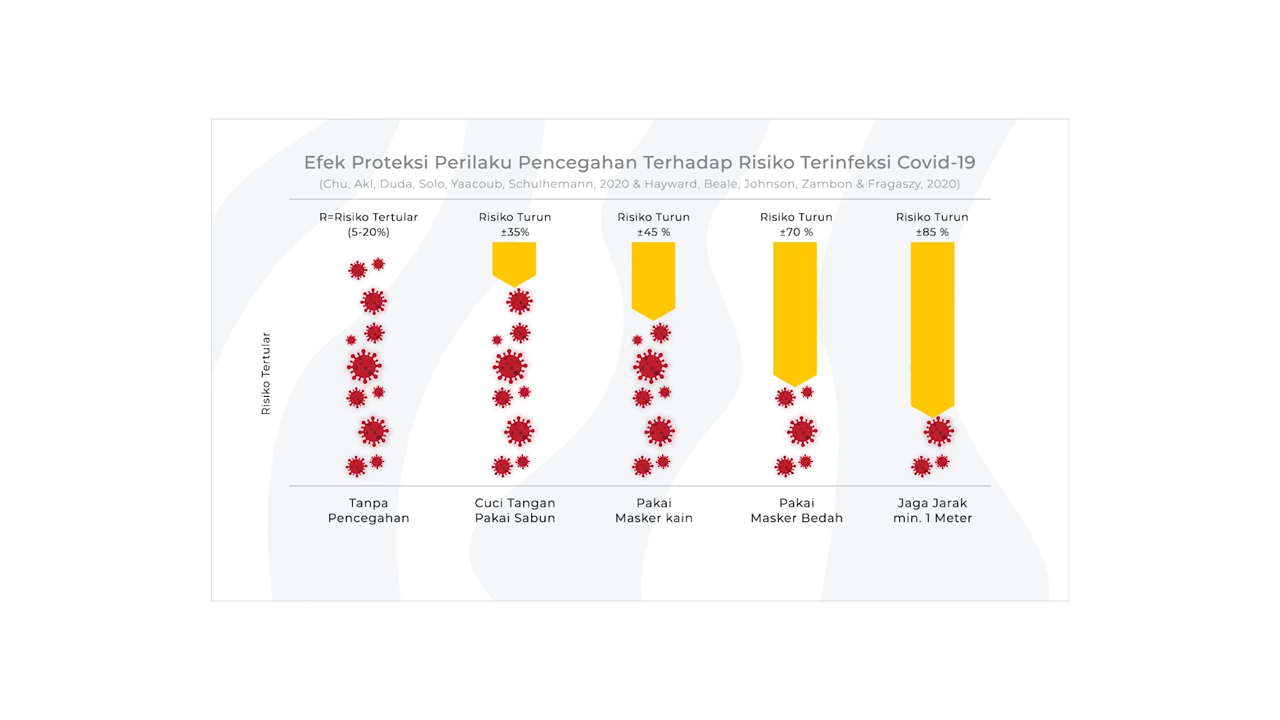 Efek Proteksi Perilaku Pencegahan Terhadap Risiko Terinfeksi Covid-19
(Chu, Akl, Duda, Solo, Yaacoub, Schulhemann, 2020 & Hayward, Beale, Johnson, Zambon & Fragaszy, 2020)
R=Risiko Tertular
(5-20%)
Risiko Turun
±35%
Risiko Turun
±45 %
Risiko Turun
±70 %
Risiko Turun
±85 %
Risiko Tertular
Tanpa
Pencegahan
Cuci Tangan
Pakai Sabun
Pakai
Masker kain
Pakai
Masker Bedah
Jaga Jarak
min. 1 Meter